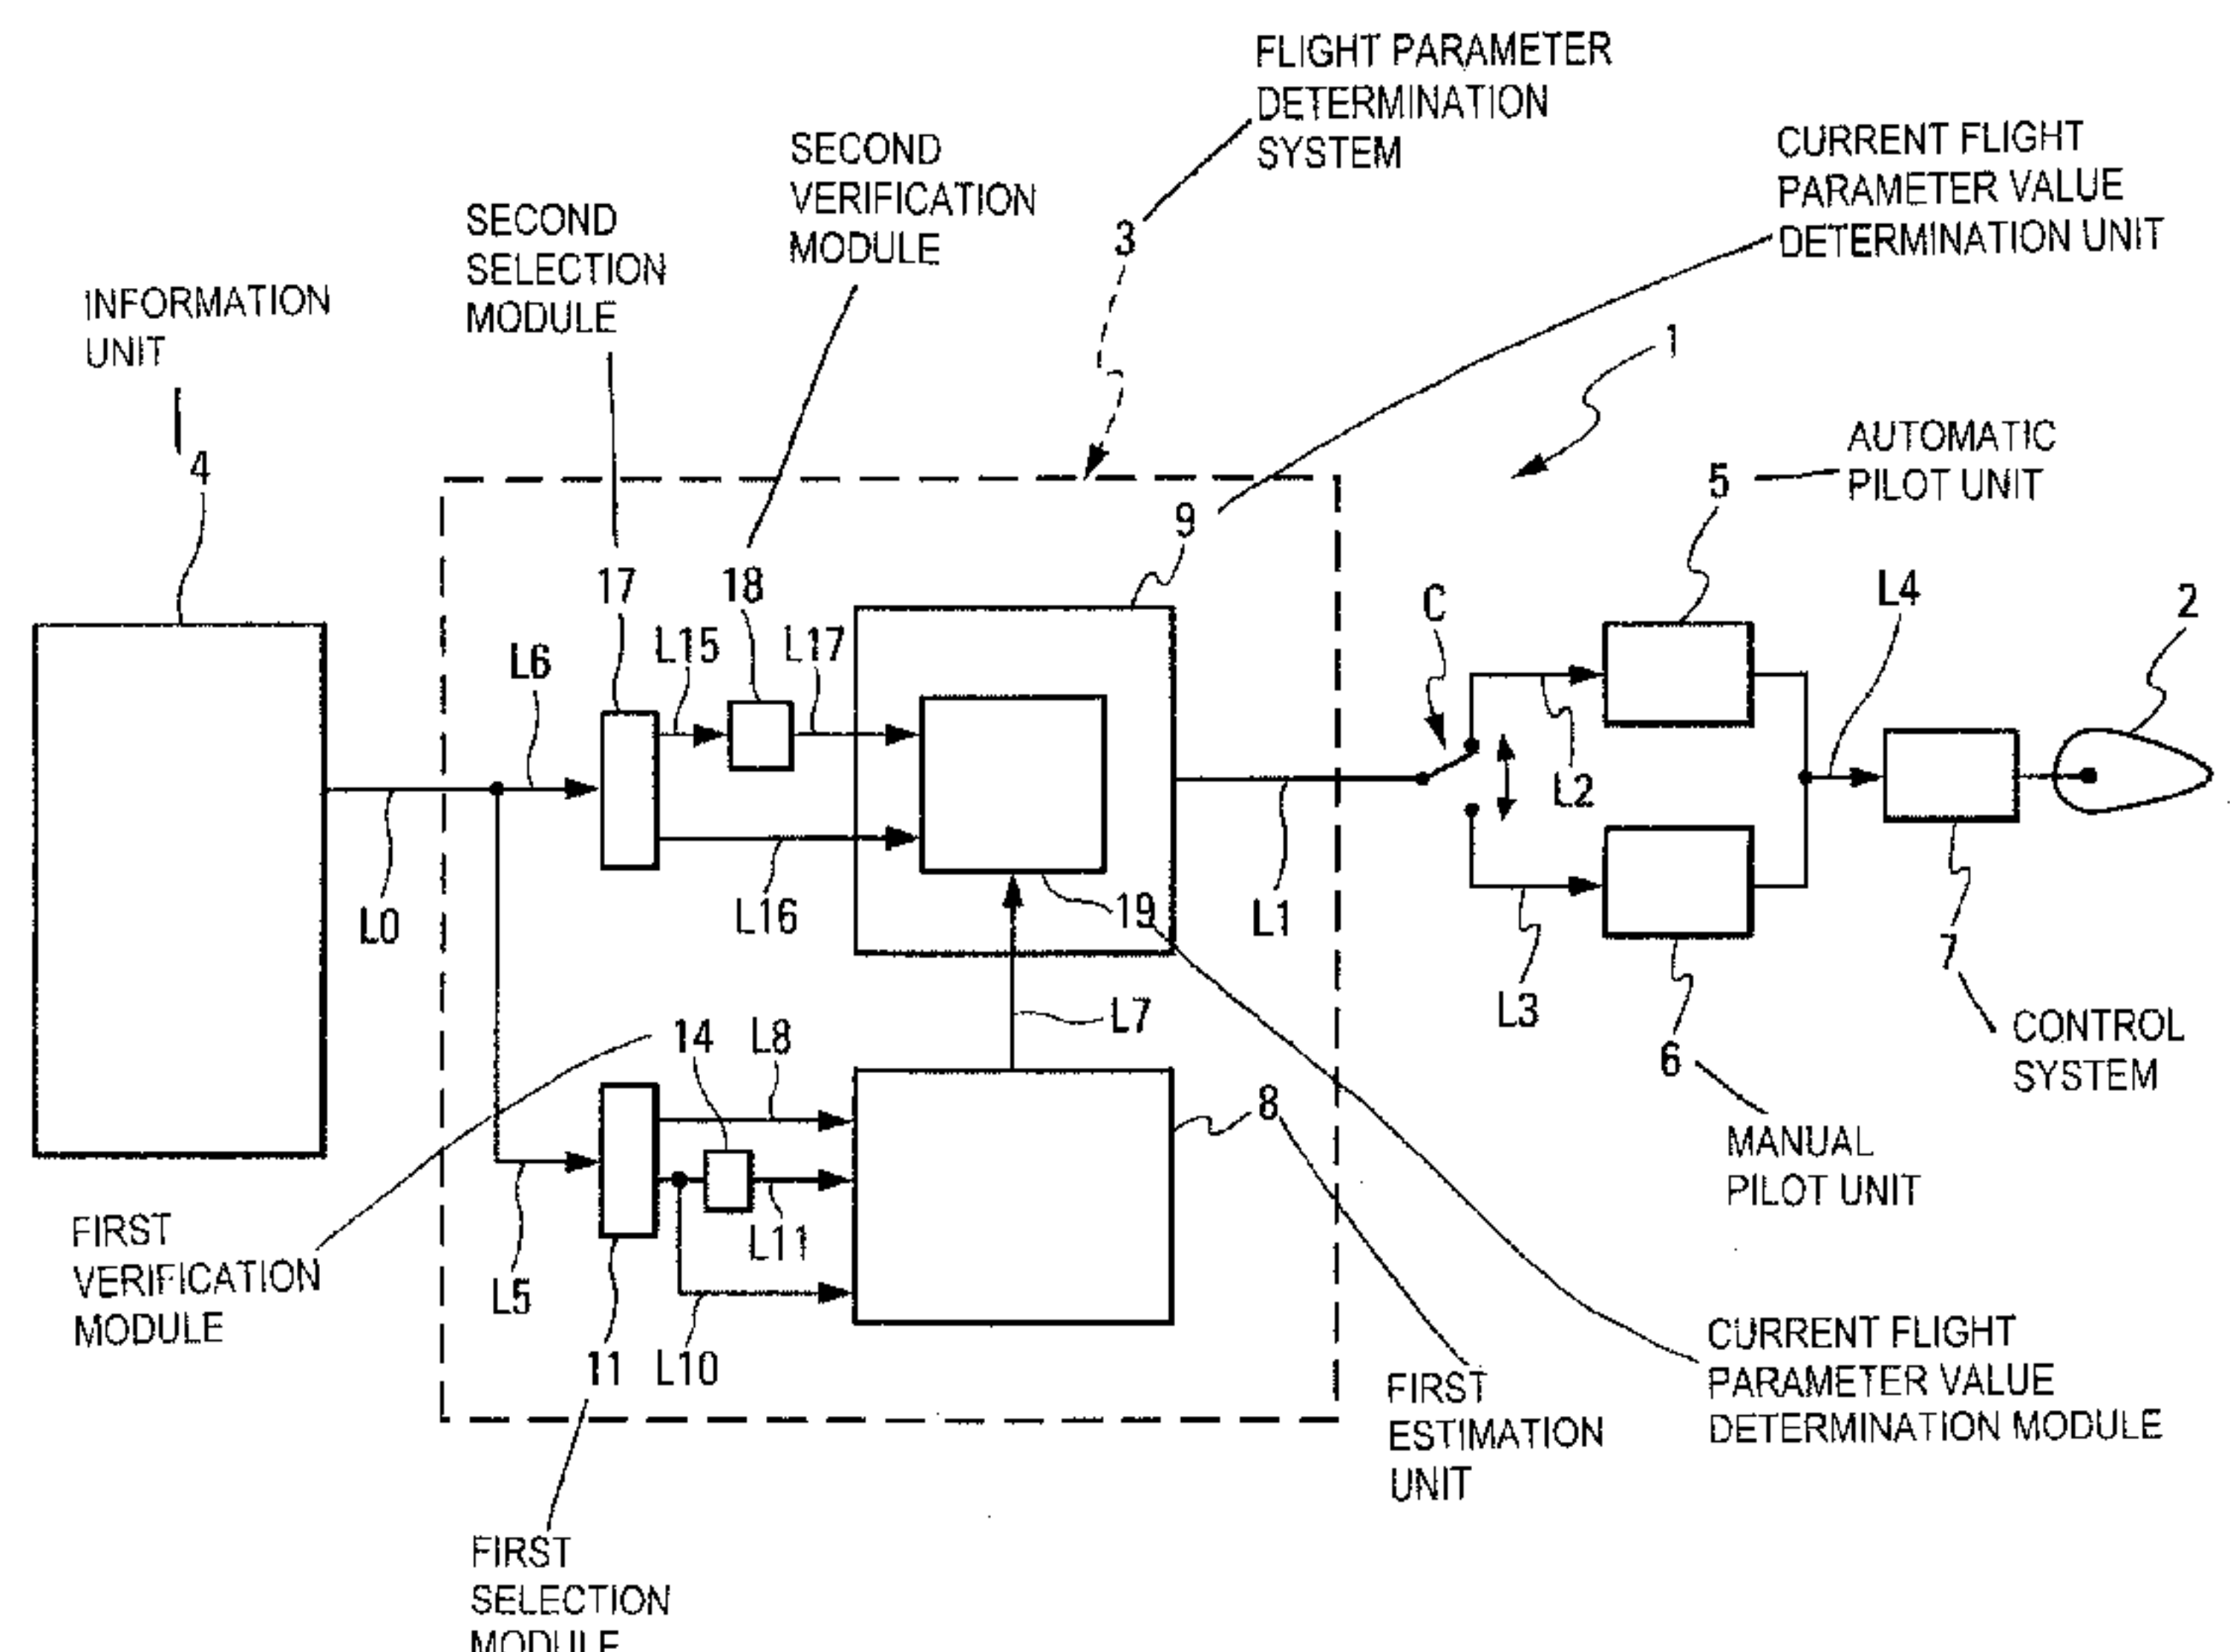 FLIGHT PARAMETER
DETERMINATION
SYSTEM
SECOND
VERIFICATION
MODULE
CURRENT FLIGHT
PARAMETER VALUE
DETERMINATION UNIT
SECOND
SELECTION
MODULE
INFORMATION
UNIT
3
1
AUTOMATIC
PILOT UNIT
4
5
9
17
18
C
L4
2
L6
L15
L17
L2
L0
L16
19
L1
L3
7
L7
14
L8
6
CONTROL
SYSTEM
8
MANUAL
PILOT UNIT
FIRST
VERIFICATION
MODULE
L5
L11
11
L10
FIRST
ESTIMATION
UNIT
CURRENT FLIGHT
PARAMETER VALUE
DETERMINATION MODULE
FIRST
SELECTION
MODULE